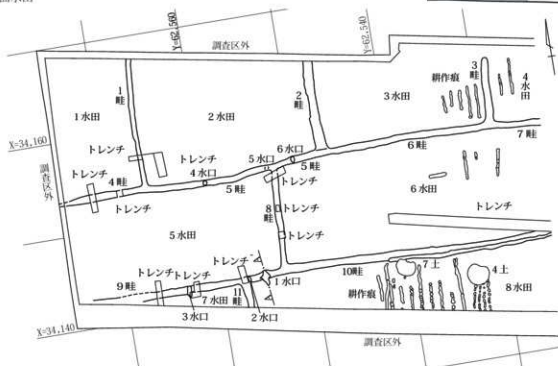 Y=62,560
Y=62,540
調査区外
1畦
2畦
3畦
4水田
1水田
2水田
3水田
耕作痕
X=34,160
トレンチ
6水口
7畦
調査区外
トレンチ
トレンチ
5水口
6畦
4水口
5畦
4畦
5畦
トレンチ
6水田
8畦
トレンチ
トレンチ
5水田
トレンチ
トレンチ
トレンチ
トレンチ
1水口
10畦
7土
4土
9畦
7水田
11畦
耕作痕
8水田
3水口
2水口
X=34,140
調査区外